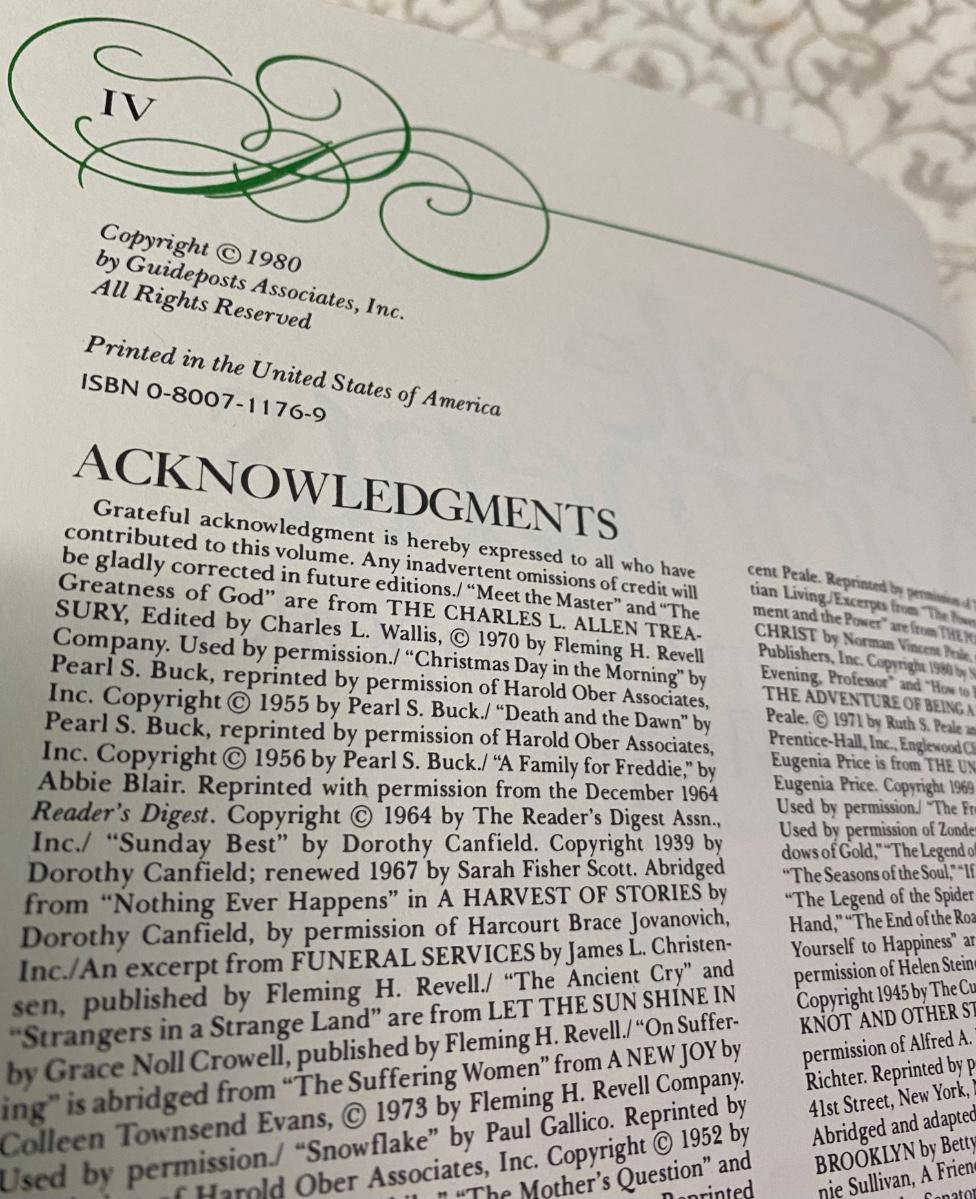 IV
Copyright © 1980
by Guideposts Associates, Inc.
All Rights Reserved
Printed in the United States of America
ISBN 0-8007-1176-9
ACKNOWLEDGMENTS
Grateful acknowledgment is hereby expressed to all who have
contributed to this volume. Any inadvertent omissions of credit will
be gladly corrected in future editions./ "Meet the Master" and "The
Greatness of God" are from THE CHARLES L. ALLEN TREA-
SURY, Edited by Charles L. Wallis, © 1970 by Fleming H. Revell
Company. Used by permission./ "Christmas Day in the Morning" by
Pearl S. Buck, reprinted by permission of Harold Ober Associates,
Inc. Copyright © 1955 by Pearl S. Buck./ "Death and the Dawn" by
Pearl S. Buck, reprinted by permission of Harold Ober Associates,
Inc. Copyright © 1956 by Pearl S. Buck./ "A Family for Freddie," by
Abbie Blair. Reprinted with permission from the December 1964
Reader's Digest. Copyright © 1964 by The Reader's Digest Assn.,
Inc./ "Sunday Best" by Dorothy Canfield. Copyright 1939 by
Dorothy Canfield; renewed 1967 by Sarah Fisher Scott. Abridged
from "Nothing Ever Happens" in A HARVEST OF STORIES by
Dorothy Canfield, by permission of Harcourt Brace Jovanovich,
Inc./An excerpt from FUNERAL SERVICES by James L. Christen-
sen, published by Fleming H. Revell./ "The Ancient Cry" and
"Strangers in a Strange Land" are from LET THE SUN SHINE IN
by Grace Noll Crowell, published by Fleming H. Revell./ "On Suffer-
ing" is abridged from "The Suffering Women" from A NEW JOY by
Colleen Townsend Evans, © 1973 by Fleming H. Revell Company.
Used by permission./ "Snowflake" by Paul Gallico. Reprinted by
of Harold Ober Associates, Inc. Copyright © 1952 by
"The Mother's Question" and
Reprinted
cent Peale. Reprinted by permission of
tian Living./Excerpts from "The Power
ment and the Power" are from THE
CHRIST by Norman Vincent Peale,
Publishers, Inc. Copyright 1980 by
Evening, Professor" and "How to
THE ADVENTURE OF BEING A
Peale. © 1971 by Ruth S. Peale
Prentice-Hall, Inc., Englewood
Eugenia Price is from THE
Eugenia Price. Copyright 1969
Used by permission./ "The
Used by permission of
dows of Gold," "The Legend of
"The Seasons of the Soul," "If
"The Legend of the Spider
Hand," "The End of the
Yourself to Happiness"
permission of Helen
Copyright 1945 by The
KNOT AND OTHER
permission of Alfred A.
Richter. Reprinted by
41st Street, New York,
Abridged and adapted
BROOKLYN by Betty
nie Sullivan, A